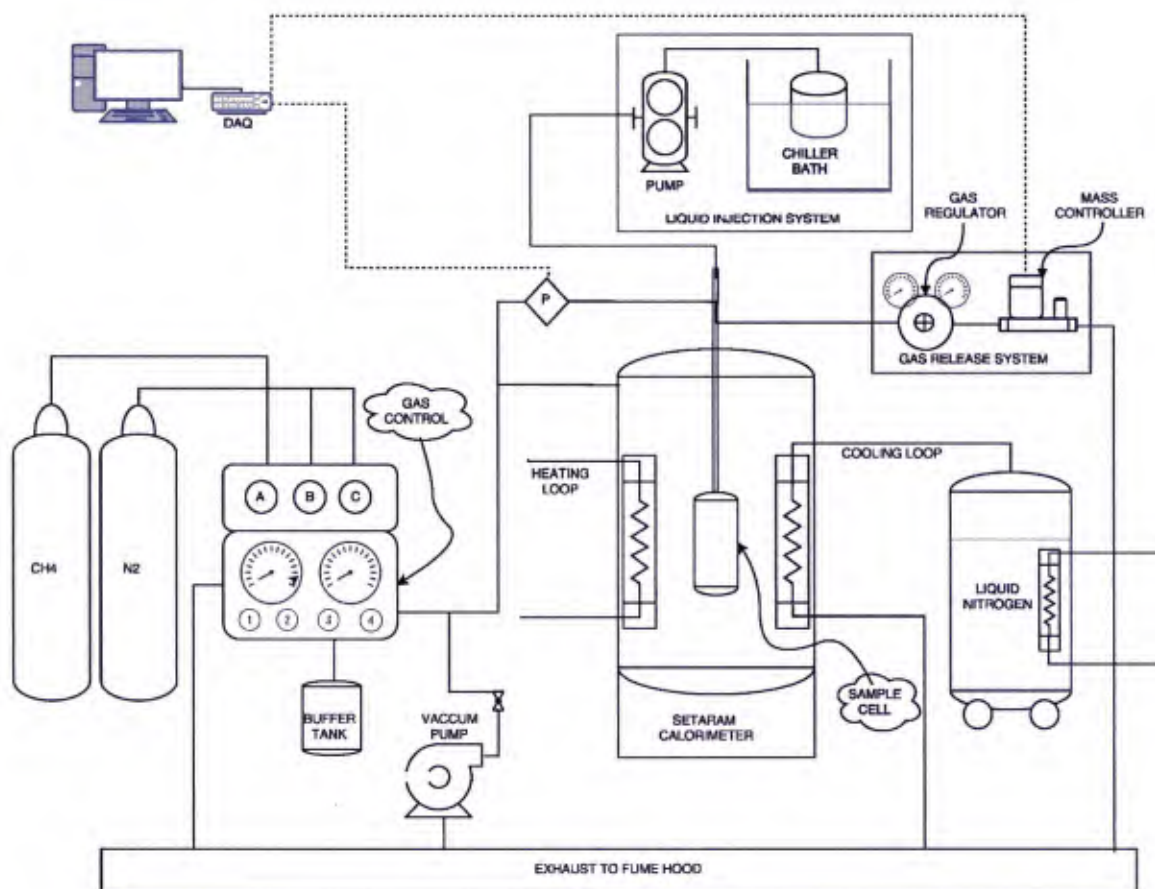 DAQ
PUMP
CHILLER
BATH
LIQUID INJECTION SYSTEM
GAS
REGULATOR
MASS
CONTROLLER
P
GAS RELEASE SYSTEM
GAS
CONTROL
HEATING
LOOP
COOLING LOOP
A B C
CH4
N2
LIQUID
NITROGEN
1 2 3 4
BUFFER
TANK
VACCUM
PUMP
SETARAM
CALORIMETER
SAMPLE
CELL
EXHAUST TO FUME HOOD